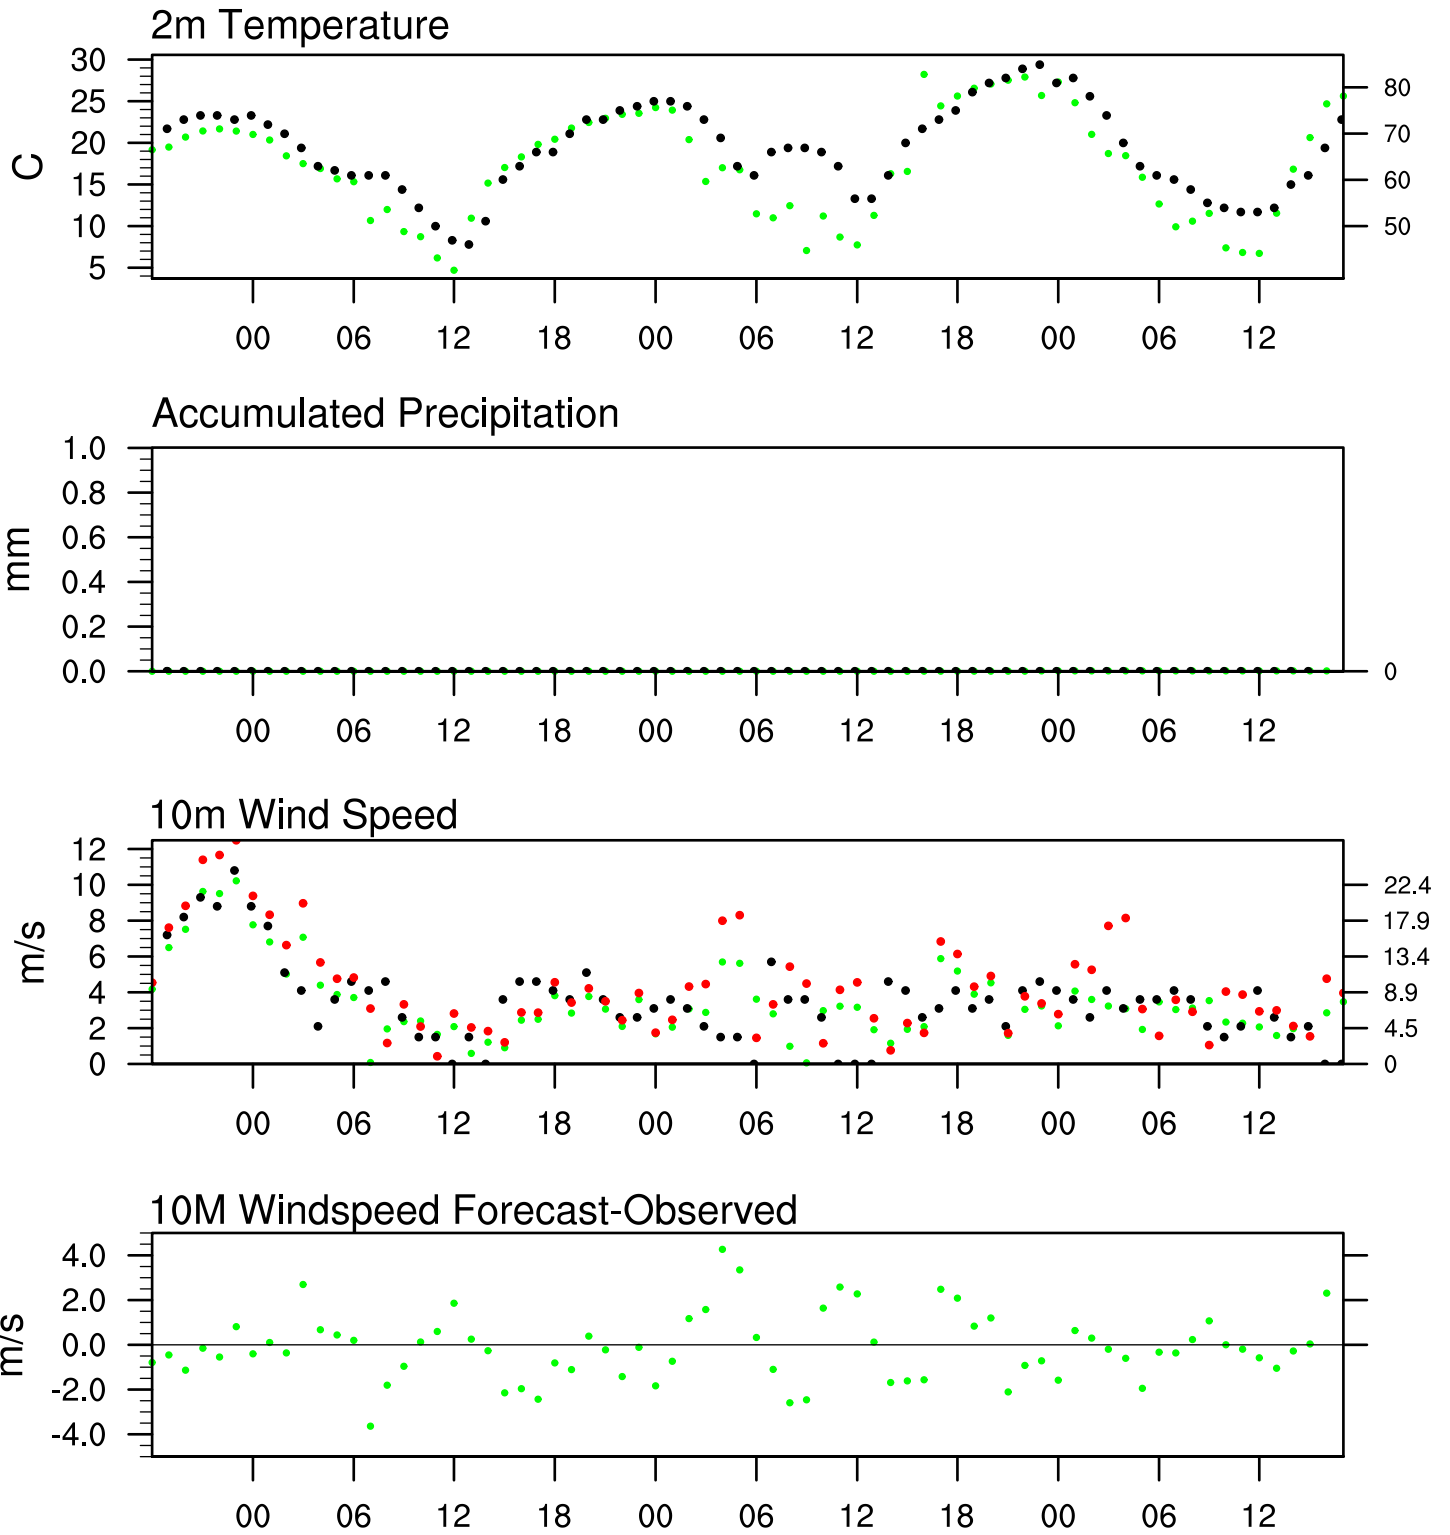 2m Temperature
30
25
20
15
10
5
C
80
70
60
50
00 06 12 18 00 06 12 18 00 06 12
Accumulated Precipitation
1.0
0.8
0.6
0.4
0.2
0.0
mm
0
00 06 12 18 00 06 12 18 00 06 12
10m Wind Speed
12
10
8
6
4
2
0
m/s
22.4
17.9
13.4
8.9
4.5
0
00 06 12 18 00 06 12 18 00 06 12
10M Windspeed Forecast-Observed
4.0
2.0
0.0
-2.0
-4.0
m/s
00 06 12 18 00 06 12 18 00 06 12